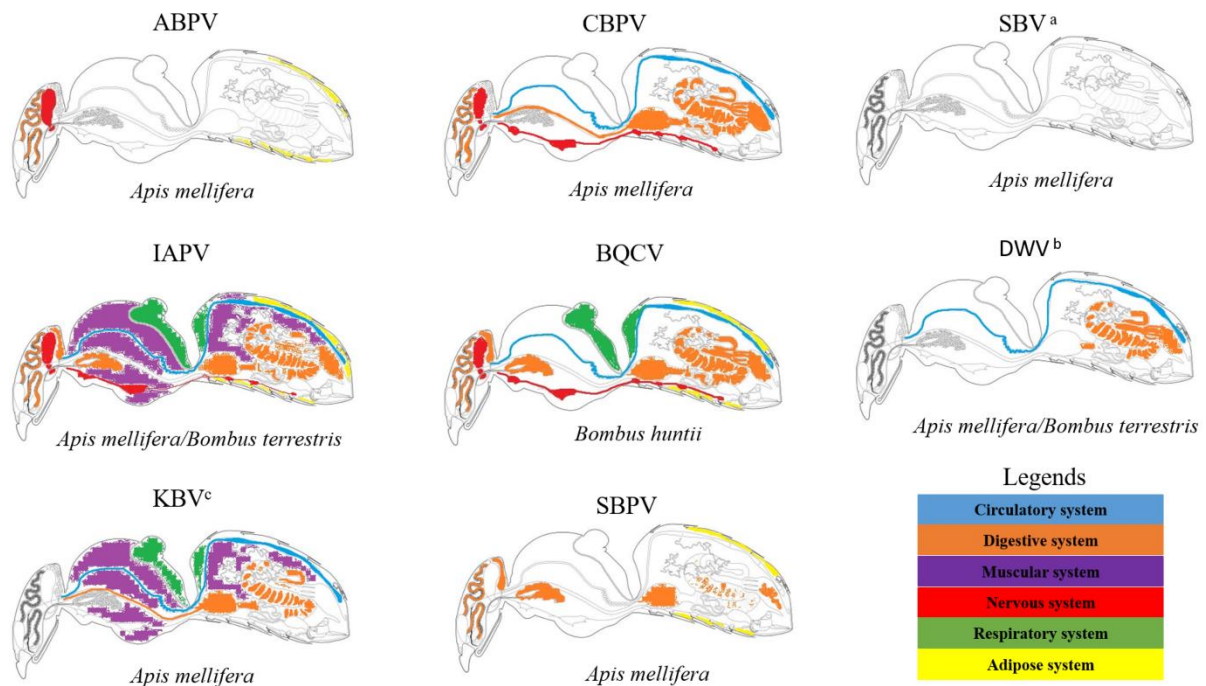 ABPV
CBPV
SBV a
Apis mellifera
Apis mellifera
Apis mellifera
IAPV
BQCV
DWV b
Apis mellifera/Bombus terrestris
Bombus huntii
Apis mellifera/Bombus terrestris
KBVc
SBPV
Apis mellifera
Apis mellifera
Legends
Circulatory system
Digestive system
Muscular system
Nervous system
Respiratory system
Adipose system